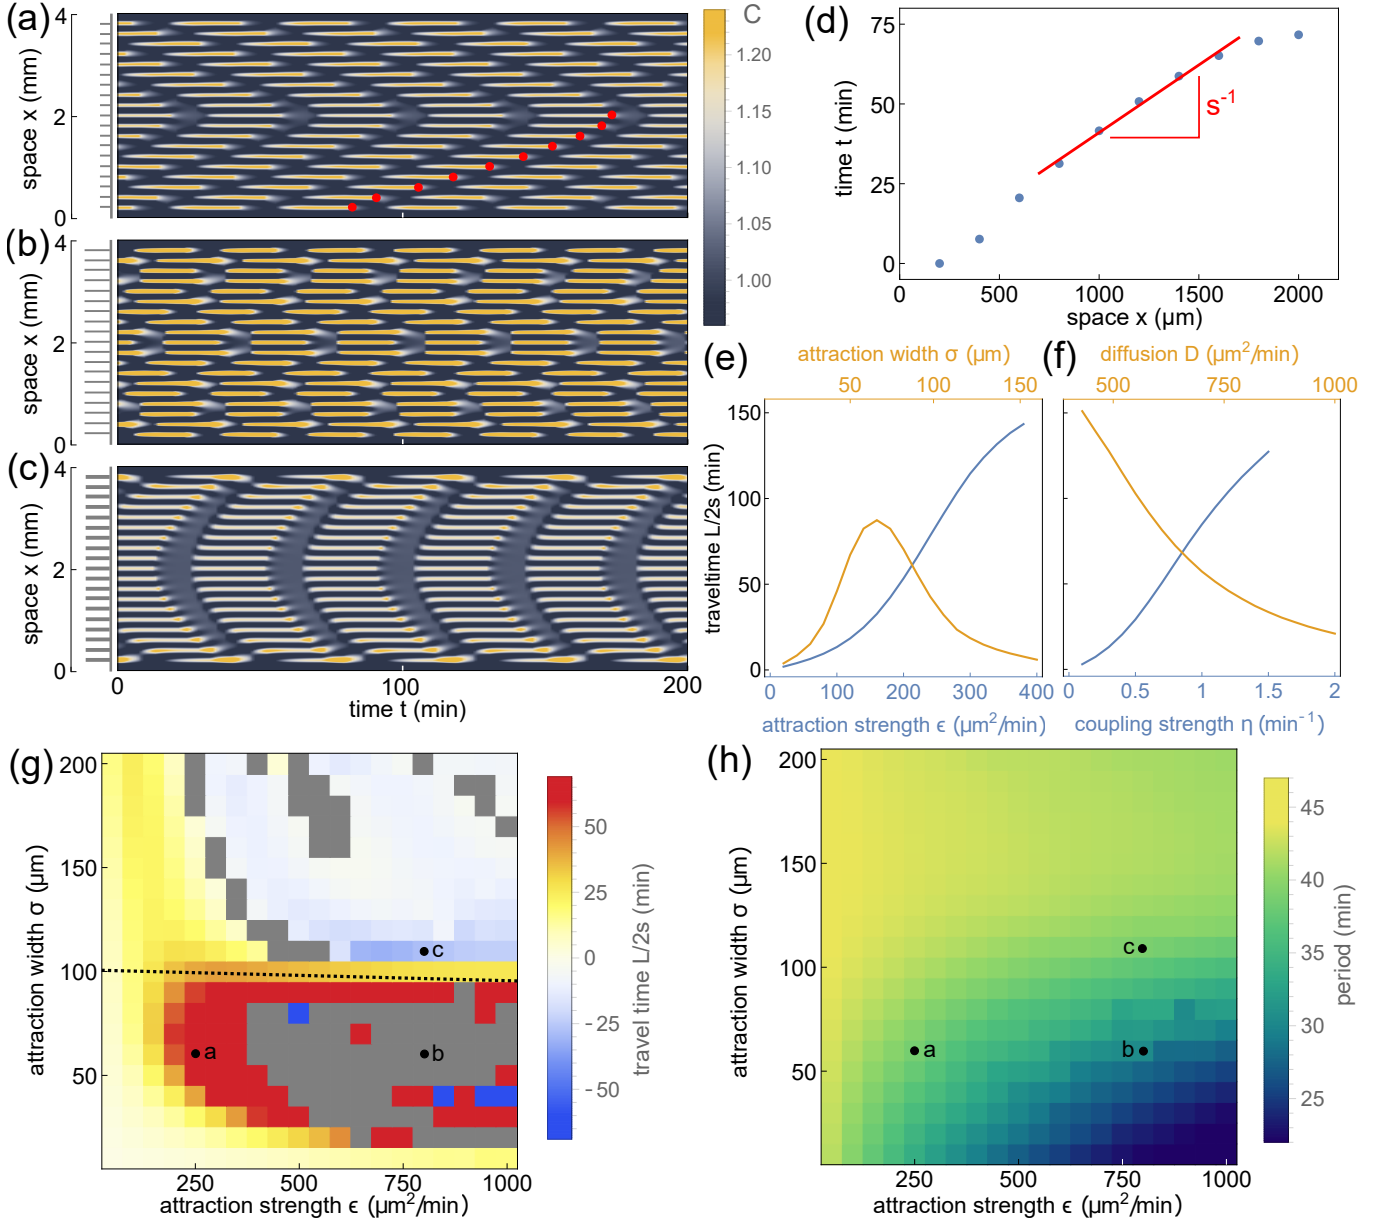 (a)
space x (mm)
4
2
0
C
1.20
1.15
1.10
1.05
1.00
(b)
space x (mm)
4
2
0
(c)
space x (mm)
4
2
0
0
100
200
time t (min)
(d)
time t (min)
75
50
25
0
s⁻¹
0
500
1000
1500
2000
space x (µm)
(e)
attraction width σ (µm)
50
100
150
traveltime L/2s (min)
150
100
50
0
0
100
200
300
400
attraction strength ϵ (µm²/min)
(f)
diffusion D (µm²/min)
500
750
1000
0
0.5
1
1.5
2
coupling strength η (min⁻¹)
(g)
attraction width σ (µm)
200
150
100
50
c
a
b
250
500
750
1000
attraction strength ϵ (µm²/min)
50
25
0
-25
-50
travel time L/2s (min)
(h)
attraction width σ (µm)
200
150
100
50
c
a
b
250
500
750
1000
attraction strength ϵ (µm²/min)
45
40
35
30
25
period (min)